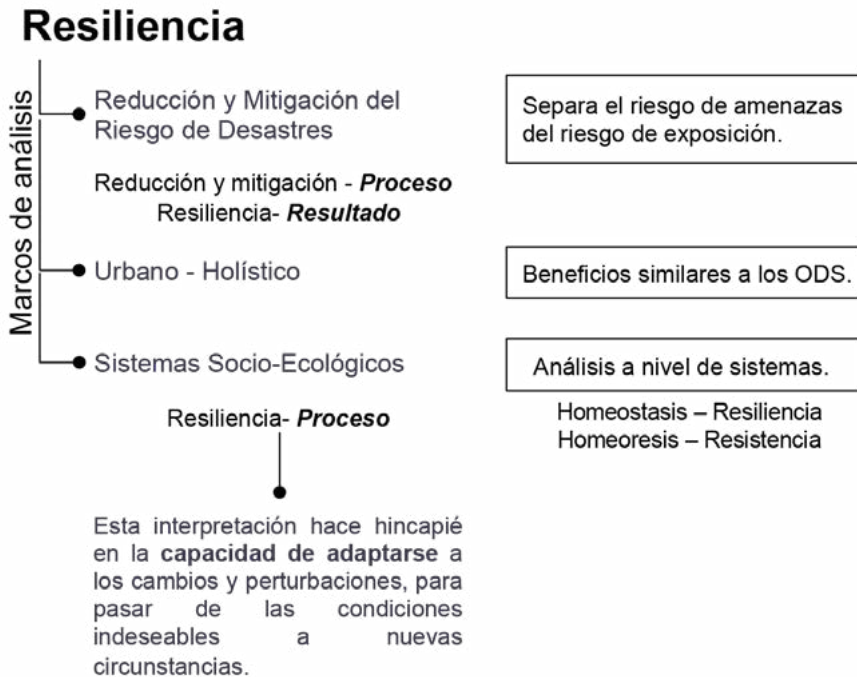 Resiliencia
Marcos de análisis
Reducción y Mitigación del
Riesgo de Desastres
Separa el riesgo de amenazas
del riesgo de exposición.
Reducción y mitigación - Proceso
Resiliencia- Resultado
Urbano - Holístico
Beneficios similares a los ODS.
Sistemas Socio-Ecológicos
Análisis a nivel de sistemas.
Resiliencia- Proceso
Homeostasis – Resiliencia
Homeoresis – Resistencia
Esta interpretación hace hincapié
en la capacidad de adaptarse a
los cambios y perturbaciones, para
pasar de las condiciones
indeseables a nuevas
circunstancias.